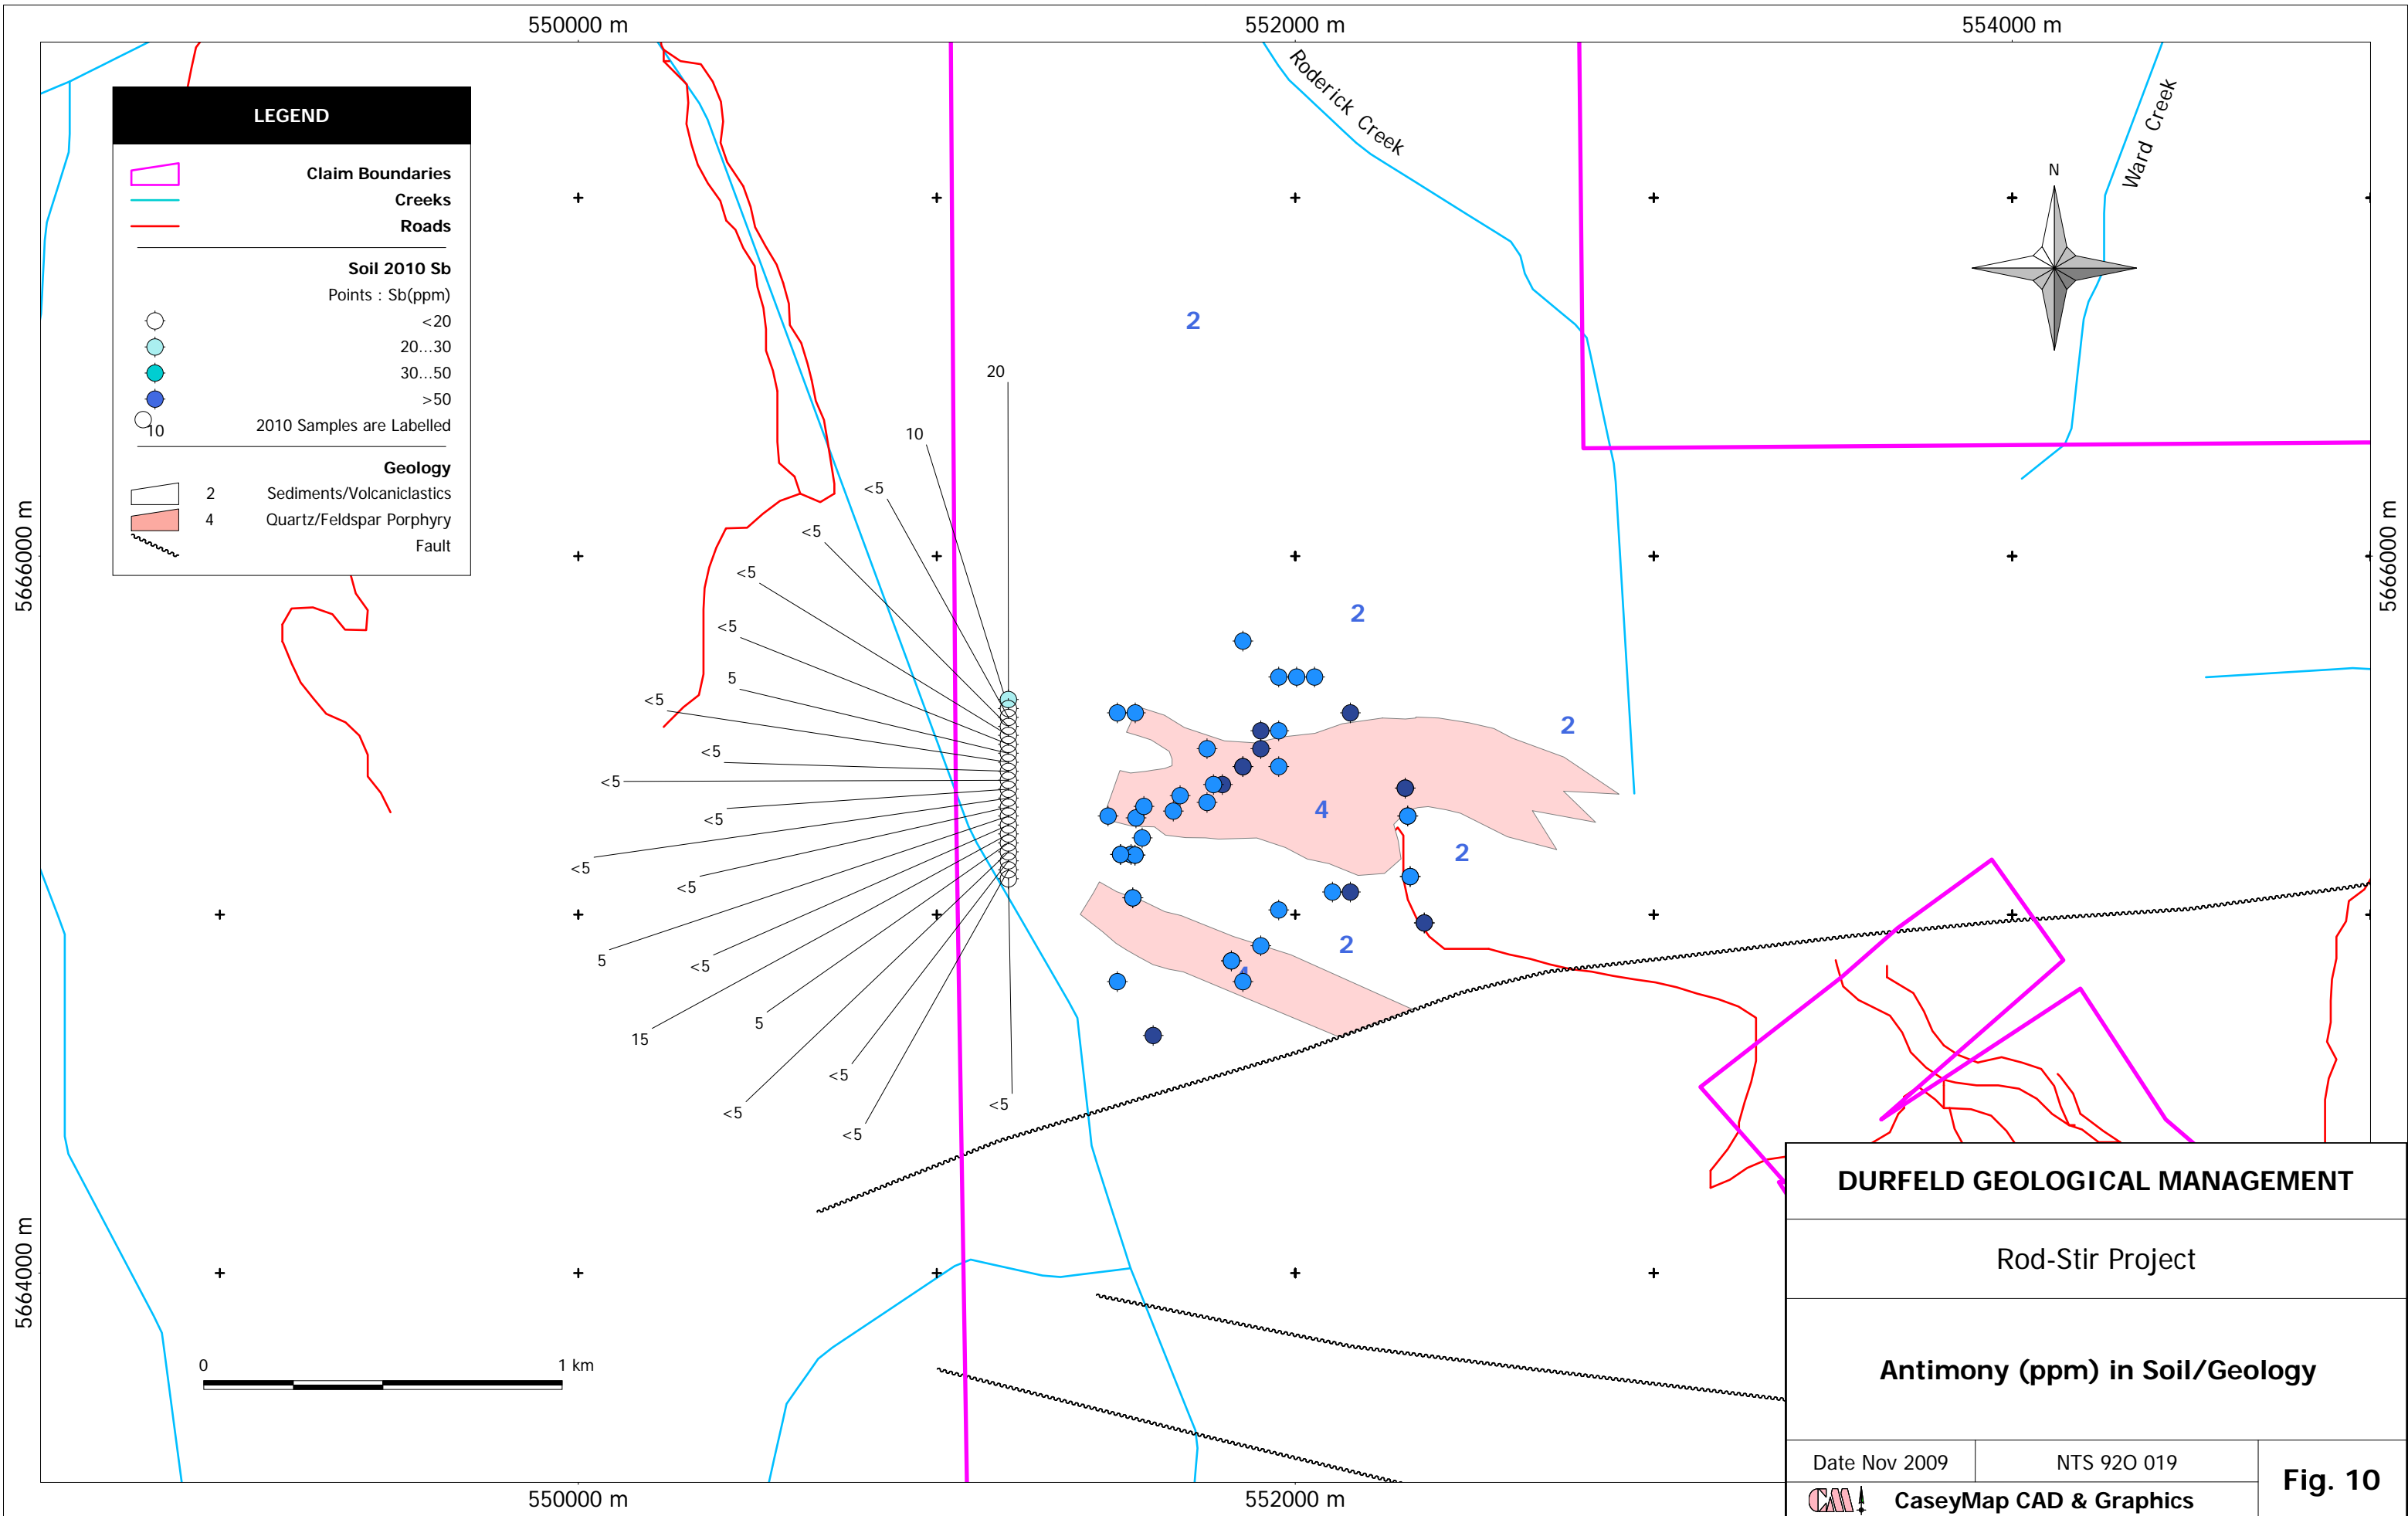 550000 m
552000 m
554000 m
Roderick Creek
Ward Creek
N
LEGEND
Claim Boundaries
Creeks
Roads
Soil 2010 Sb
Points : Sb(ppm)
<20
20...30
30...50
>50
10 2010 Samples are Labelled
Geology
2 Sediments/Volcaniclastics
4 Quartz/Feldspar Porphyry
Fault
5666000 m
5666000 m
5664000 m
2
20
10
<5
<5
<5
<5
5
<5
<5
<5
<5
<5
<5
5
<5
15
5
<5
<5
<5
<5
2
2
4
2
2
4
0 1 km
DURFELD GEOLOGICAL MANAGEMENT
Rod-Stir Project
Antimony (ppm) in Soil/Geology
Date Nov 2009 NTS 92O 019
Fig. 10
CM CaseyMap CAD & Graphics
550000 m
552000 m